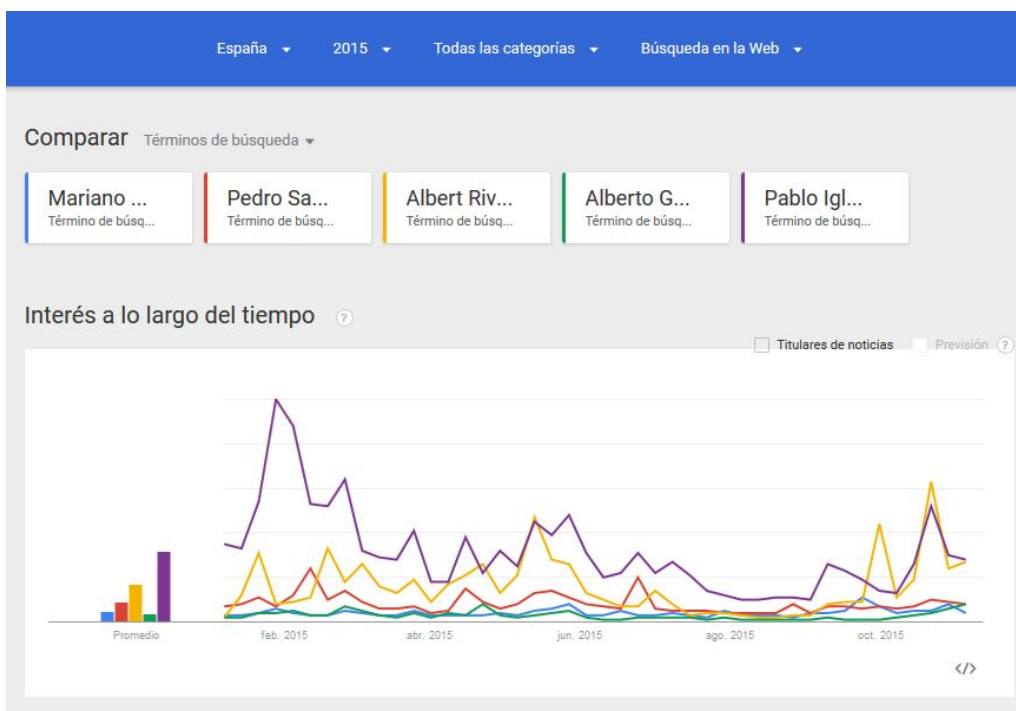 España 2015 Todas las categorías Búsqueda en la Web
Comparar Términos de búsqueda
Mariano ... Pedro Sa... Albert Riv... Alberto G... Pablo Igl...
Término de búsq... Término de búsq... Término de búsq... Término de búsq... Término de búsq...
Interés a lo largo del tiempo ?
Titulares de noticias Previsión ?
Promedio feb. 2015 abr. 2015 jun. 2015 ago. 2015 oct. 2015
</>